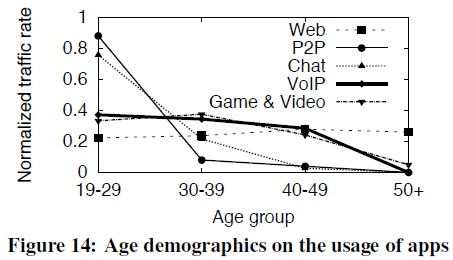 Normalized traffic rate
1
0.8
0.6
0.4
0.2
0
Web
P2P
Chat
VoIP
Game & Video
19-29 30-39 40-49 50+
Age group
Figure 14: Age demographics on the usage of apps